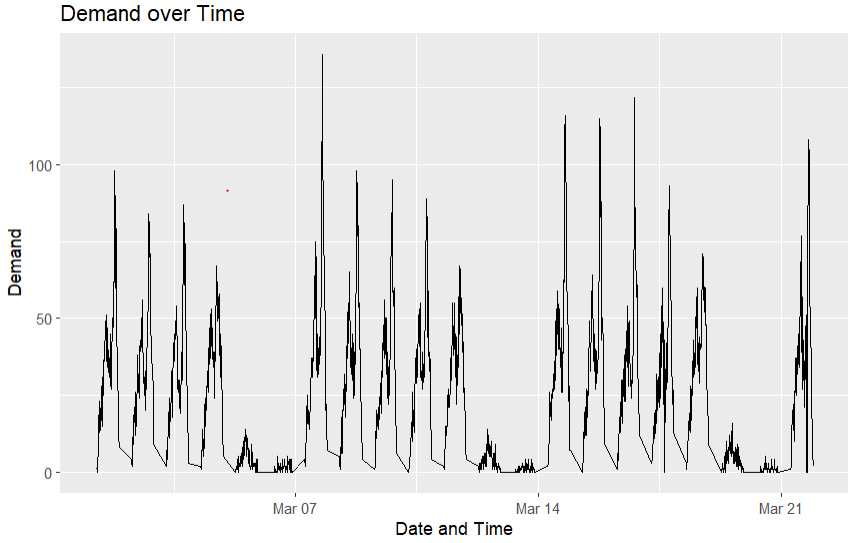 Demand over Time
100
50
0
Demand
Mar 07
Mar 14
Mar 21
Date and Time